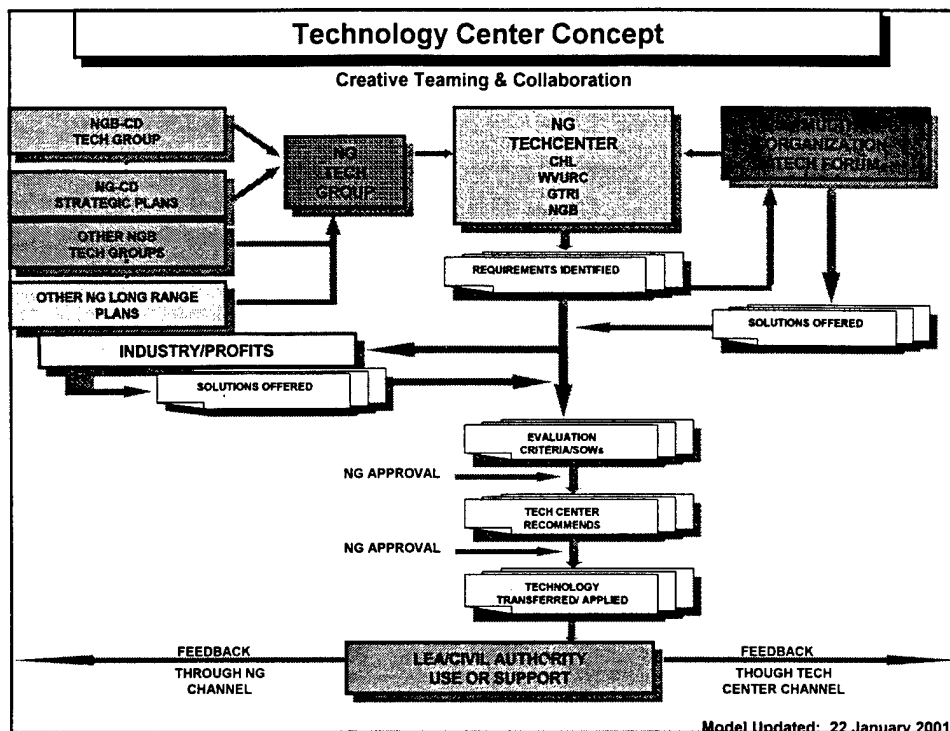 Technology Center Concept
Creative Teaming & Collaboration
NGB-CD
TECH GROUP
NG-CD
STRATEGIC PLANS
OTHER NGB
TECH GROUPS
OTHER NG LONG RANGE
PLANS
NG
TECH
GROUP
NG
TECHCENTER
CHL
WVURC
GTRI
NGB
ORGANIZATION
TECH FORUM
REQUIREMENTS IDENTIFIED
SOLUTIONS OFFERED
INDUSTRY/PROFITS
SOLUTIONS OFFERED
EVALUATION
CRITERIA/SOWs
NG APPROVAL
TECH CENTER
RECOMMENDS
NG APPROVAL
TECHNOLOGY
TRANSFERRED/ APPLIED
LEA/CIVIL AUTHORITY
USE OR SUPPORT
FEEDBACK
THROUGH NG
CHANNEL
FEEDBACK
THOUGH TECH
CENTER CHANNEL
Model Updated: 22 January 2001